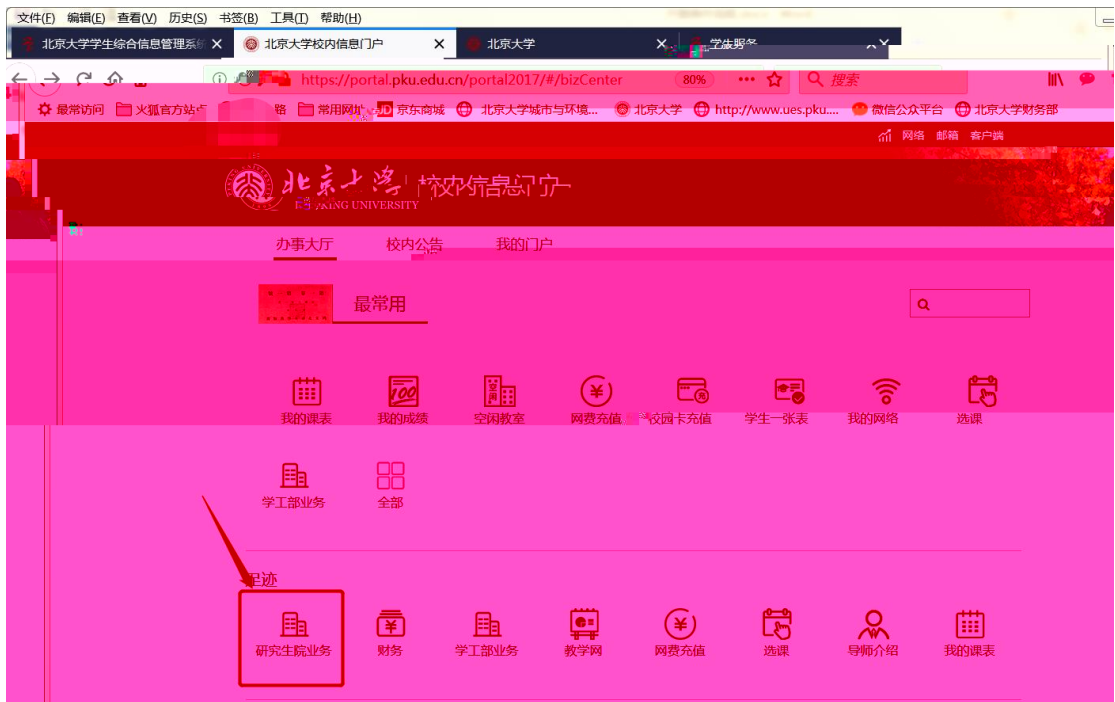 文件(F) 编辑(E) 查看(V) 历史(S) 书签(B) 工具(T) 帮助(H)
北京大学学生综合信息管理系统 北京大学校内信息门户 北京大学
https://portal.pku.edu.cn/portal2017/#/bizCenter 80% 搜索
最常访问 火狐官方站点 常用网址 JD 京东商城 北京大学城市与环境... 北京大学 http://www.ues.pku.... 微信公众平台 北京大学财务部
网络 邮箱 客户端
北京大学 校内信息门户
UNIVERSITY
办事大厅 校内公告 我的门户
最常用
我的课表 我的成绩 空闲教室 网费充值 校园卡充值 学生一张表 我的网络 选课
学工部业务 全部
足迹
研究生院业务 财务 学工部业务 教学网 网费充值 选课 导师介绍 我的课表